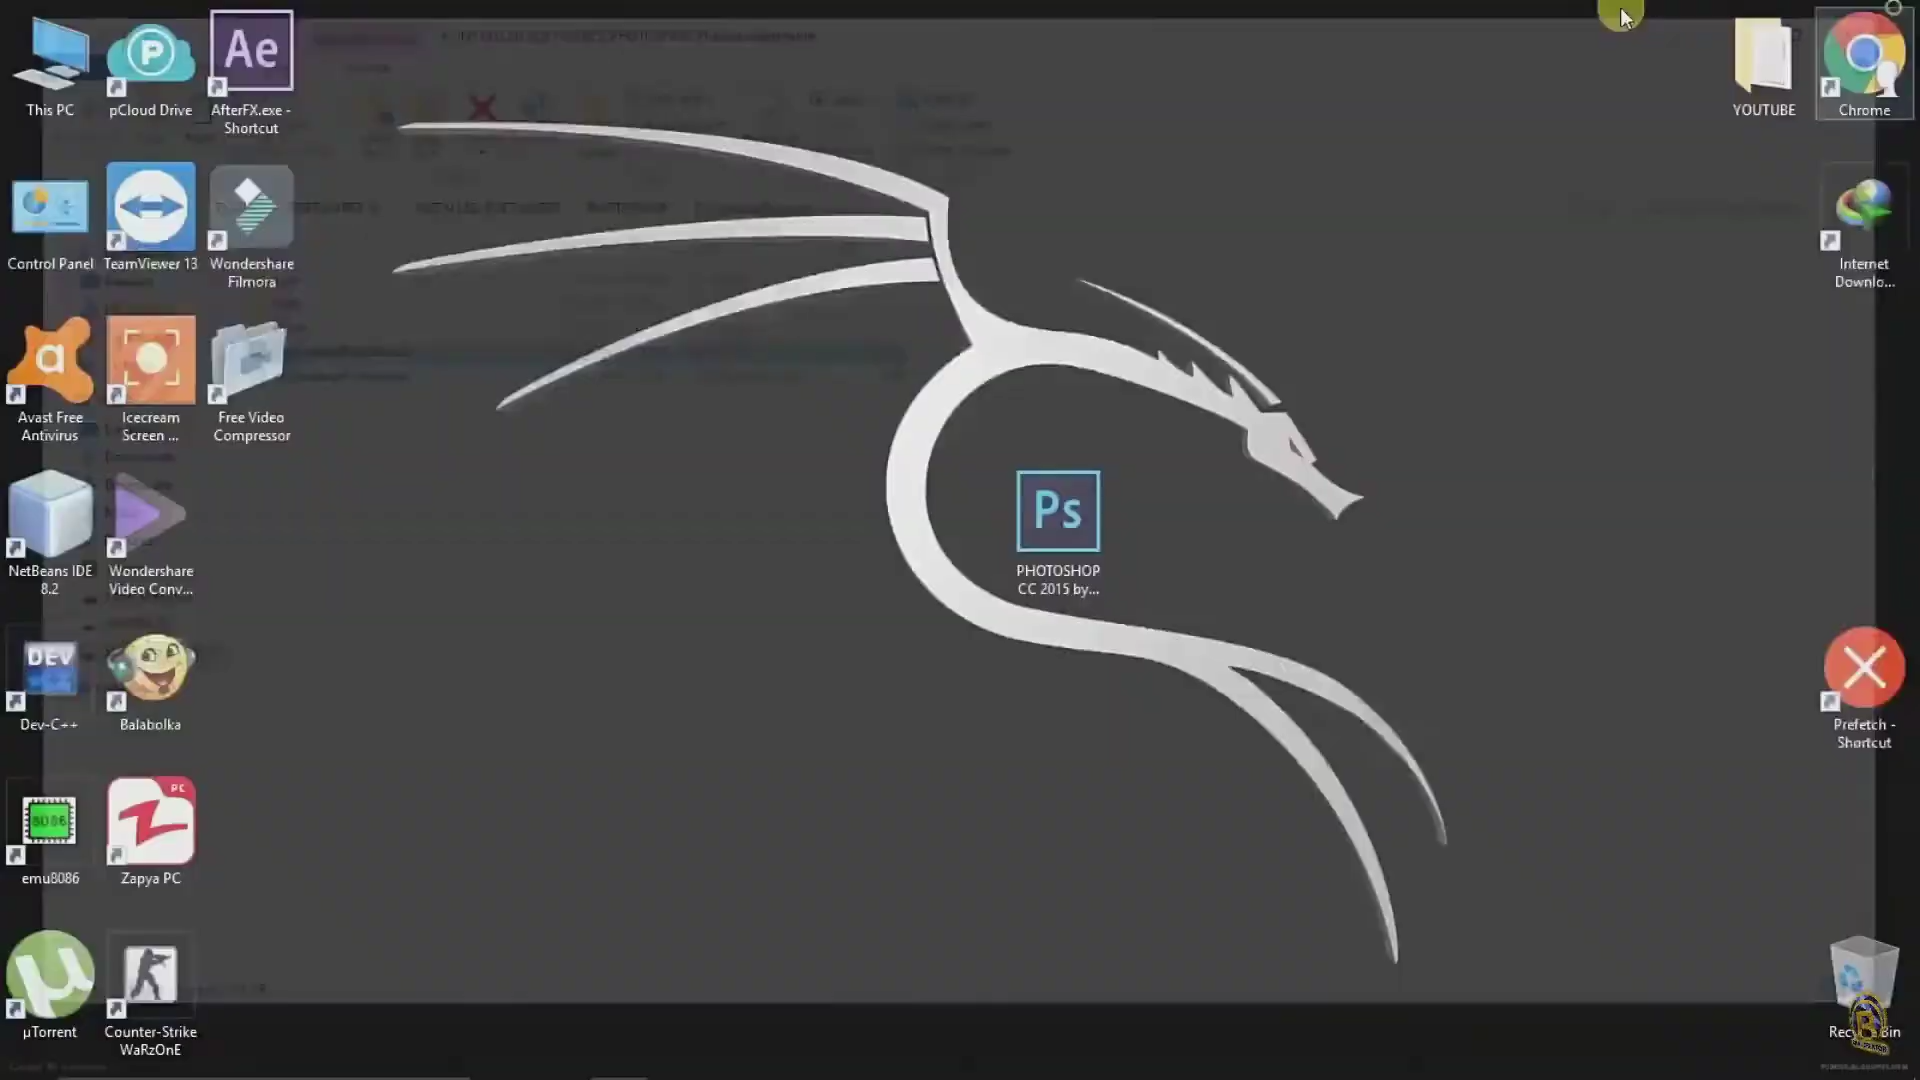 This PC
pCloud Drive
Ae
AfterFX.exe -
Shortcut
YOUTUBE
Chrome
Control Panel
TeamViewer 13
Wondershare
Filmora
Internet
Downlo...
Avast Free
Antivirus
Icecream
Screen ...
Free Video
Compressor
Ps
PHOTOSHOP
CC 2015 by...
NetBeans IDE
8.2
Wondershare
Video Conv...
DEV
Dev-C++
Balabolka
Prefetch -
Shortcut
8086
emu8086
PC
Zapya PC
µTorrent
Counter-Strike
WaRzOnE